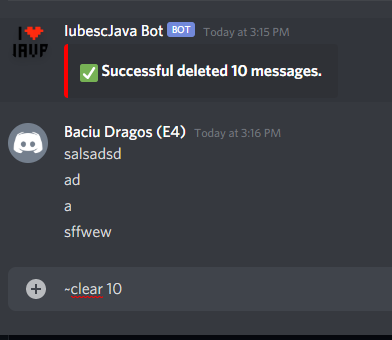 I ❤
IAVA
IubescJava Bot BOT Today at 3:15 PM
✅ Successful deleted 10 messages.
Baciu Dragos (E4) Today at 3:16 PM
salsadsd
ad
a
sffwew
~clear 10